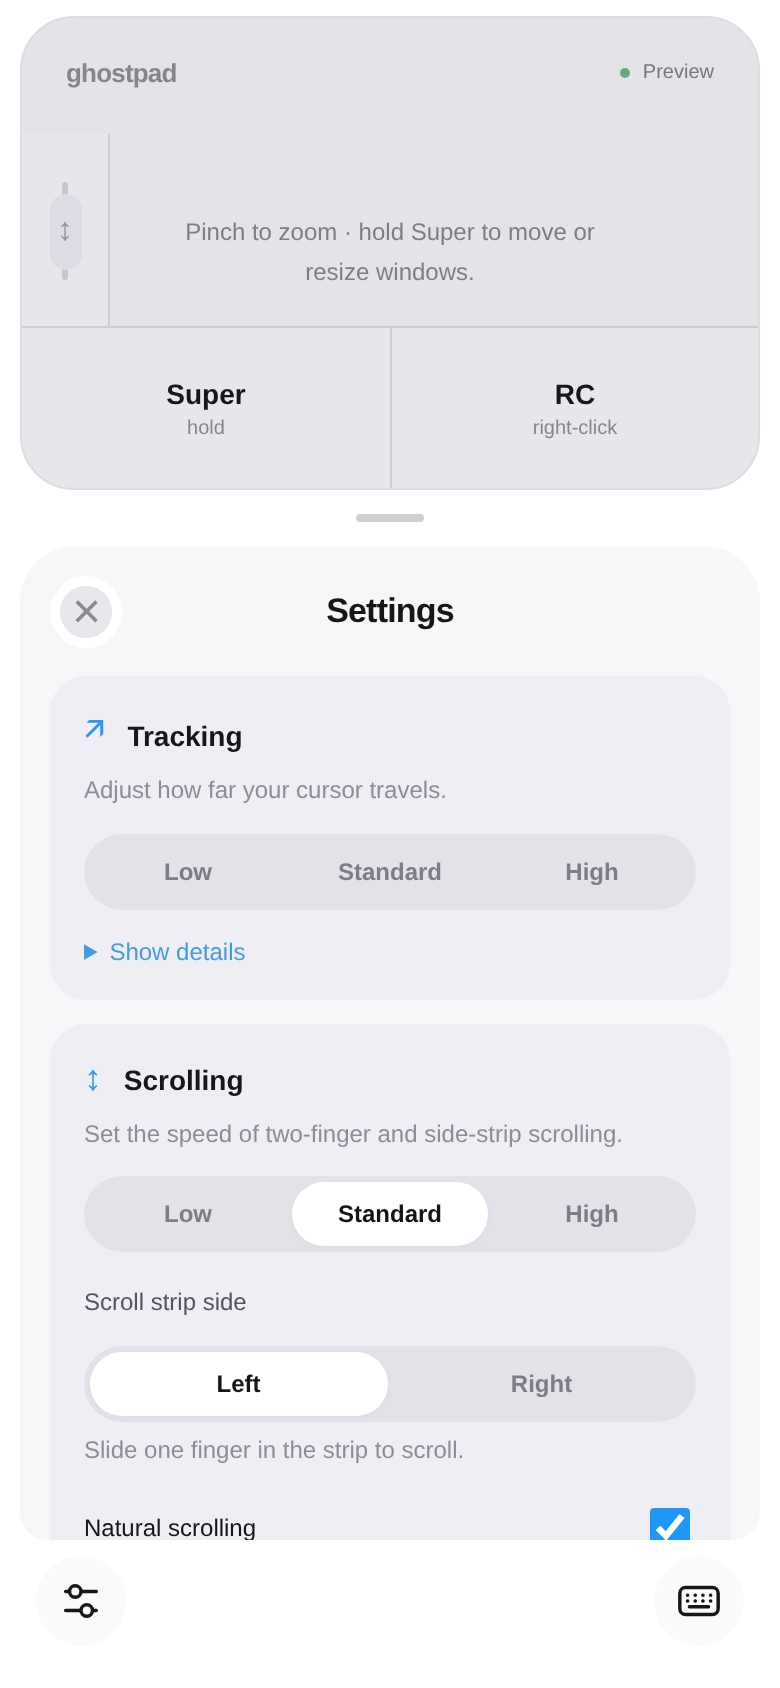 ghostpad
Preview
Pinch to zoom · hold Super to move or
resize windows.
Super
hold
RC
right-click
Settings
Tracking
Adjust how far your cursor travels.
Low Standard High
Show details
Scrolling
Set the speed of two-finger and side-strip scrolling.
Low Standard High
Scroll strip side
Left Right
Slide one finger in the strip to scroll.
Natural scrolling